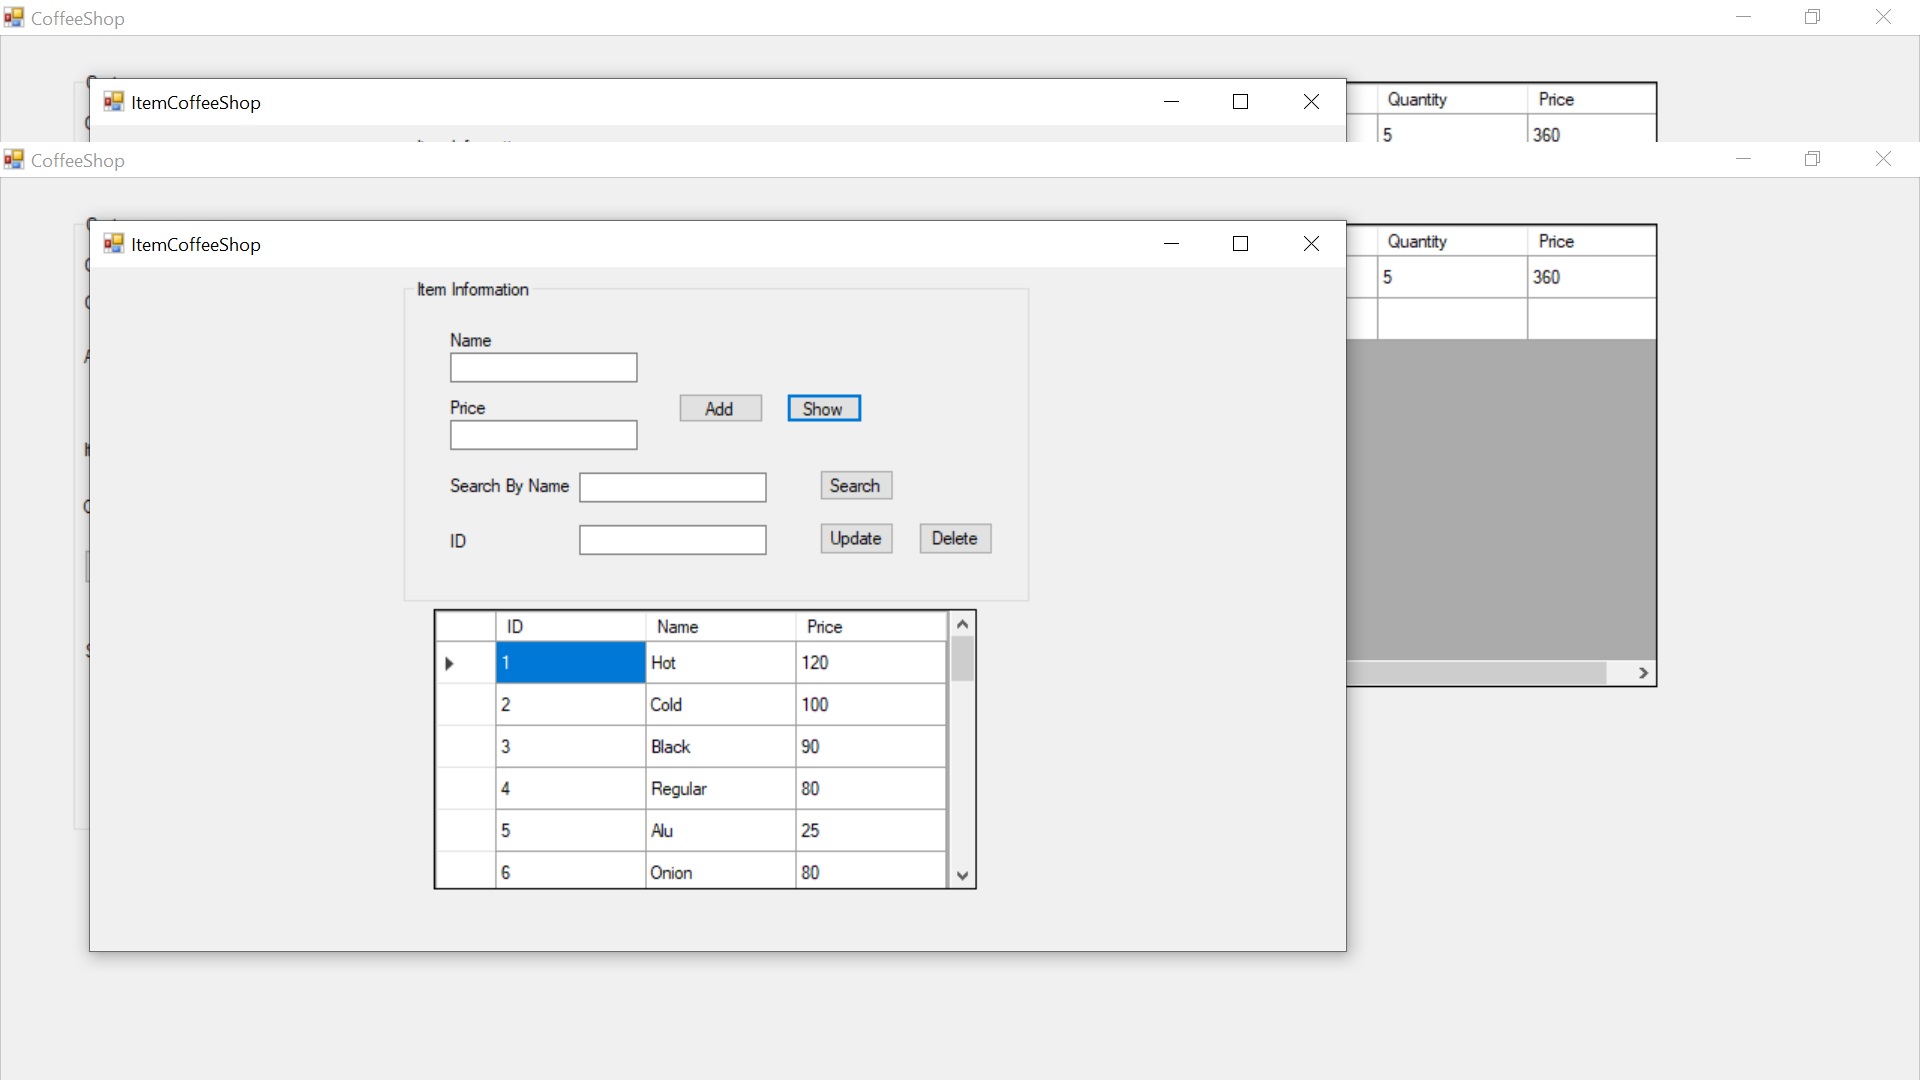 CoffeeShop
ItemCoffeeShop
Quantity Price
5 360
CoffeeShop
ItemCoffeeShop
Quantity Price
5 360
Item Information
Name
Price
Add Show
Search By Name Search
ID Update Delete
ID Name Price
1 Hot 120
2 Cold 100
3 Black 90
4 Regular 80
5 Alu 25
6 Onion 80